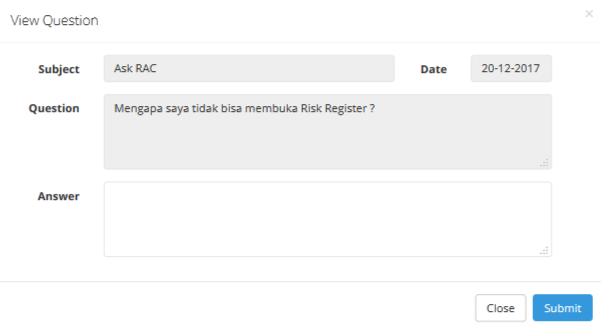 View Question
×
Subject Ask RAC Date 20-12-2017
Question Mengapa saya tidak bisa membuka Risk Register ?
Answer
Close Submit